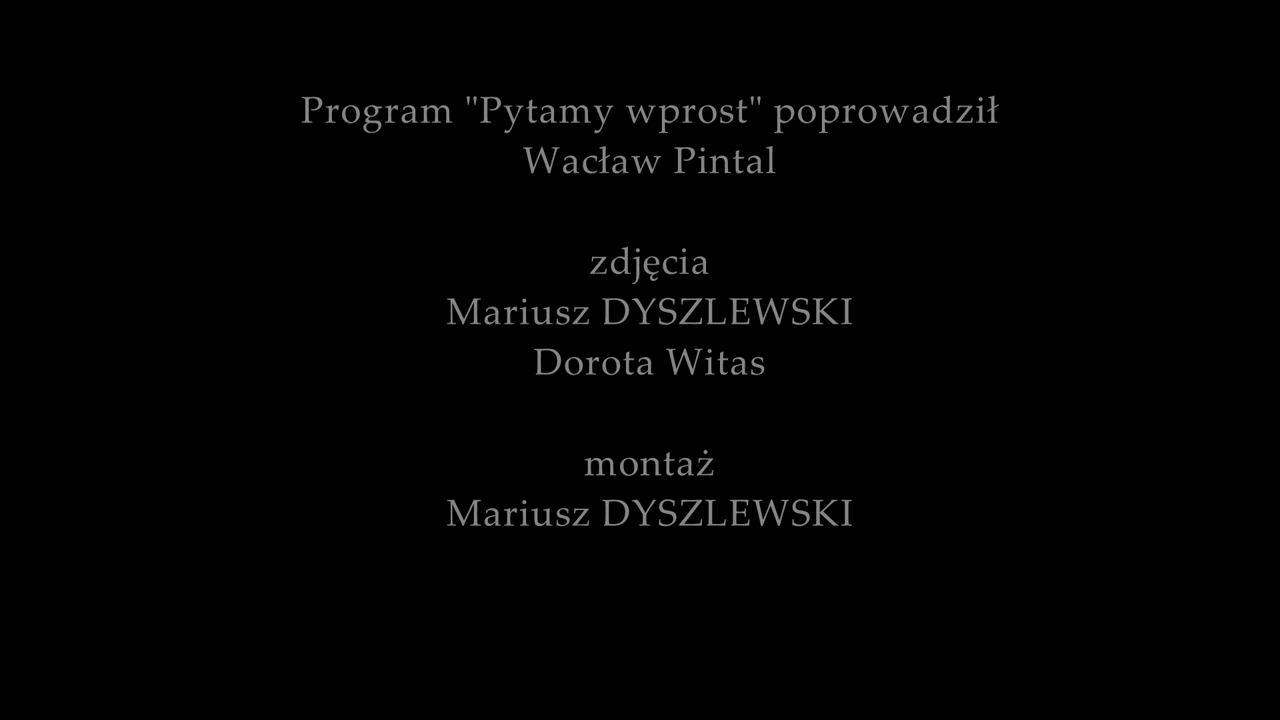 Program "Pytamy wprost" poprowadził
Wacław Pintal
zdjęcia
Mariusz DYSZLEWSKI
Dorota Witas
montaż
Mariusz DYSZLEWSKI